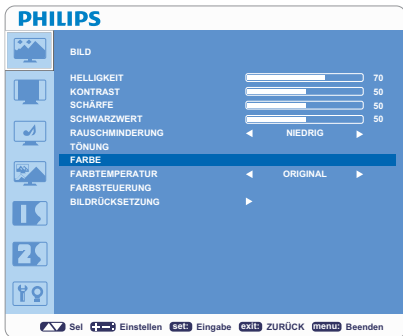 PHILIPS
BILD
HELLIGKEIT 70
KONTRAST 50
SCHÄRFE 50
SCHWARZWERT 50
RAUSCHMINDERUNG NIEDRIG
TÖNUNG
FARBE
FARBTEMPERATUR ORIGINAL
FARBSTEUERUNG
BILDRÜCKSETZUNG
Sel Einstellen set: Eingabe exit: ZURÜCK menu: Beenden